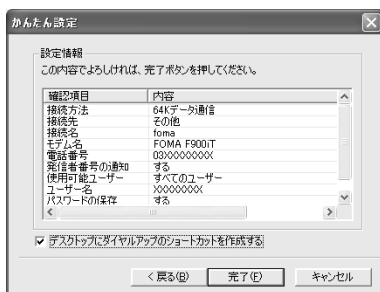 かんたん設定
設定情報
この内容でよろしければ、完了ボタンを押してください。
確認項目 内容
接続方法 64Kデータ通信
接続先 その他
接続名 foma
モデム名 FOMA F900iT
電話番号 03XXXXXXXX
発信者番号の通知 する
使用可能ユーザー すべてのユーザー
ユーザー名 XXXXXXXX
パスワードの保存 する
デスクトップにダイヤルアップのショートカットを作成する
< 戻る(B) 完了(F) キャンセル